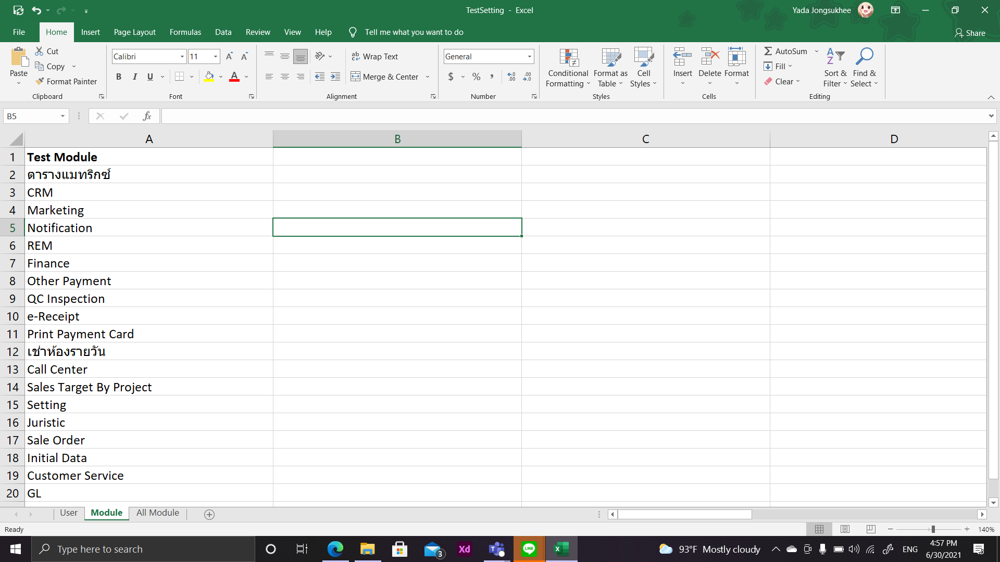 TestSetting - Excel
Yada Jongsukhee
File Home Insert Page Layout Formulas Data Review View Help Tell me what you want to do
Share
Paste
Cut
Copy
Format Painter
Clipboard
Calibri 11
B I U
Font
Wrap Text
Merge & Center
Alignment
General
$ % ,
Number
Conditional Formatting
Format as Table
Cell Styles
Styles
Insert Delete Format
Cells
AutoSum
Fill
Clear
Sort & Filter
Find & Select
Editing
B5
fx
A B C D
1 Test Module
2 ตารางแมทริกซ์
3 CRM
4 Marketing
5 Notification
6 REM
7 Finance
8 Other Payment
9 QC Inspection
10 e-Receipt
11 Print Payment Card
12 เช่าห้องรายวัน
13 Call Center
14 Sales Target By Project
15 Setting
16 Juristic
17 Sale Order
18 Initial Data
19 Customer Service
20 GL
User Module All Module
Ready
140%
Type here to search
3
Xd
LINE
93°F Mostly cloudy
ENG
4:57 PM
6/30/2021